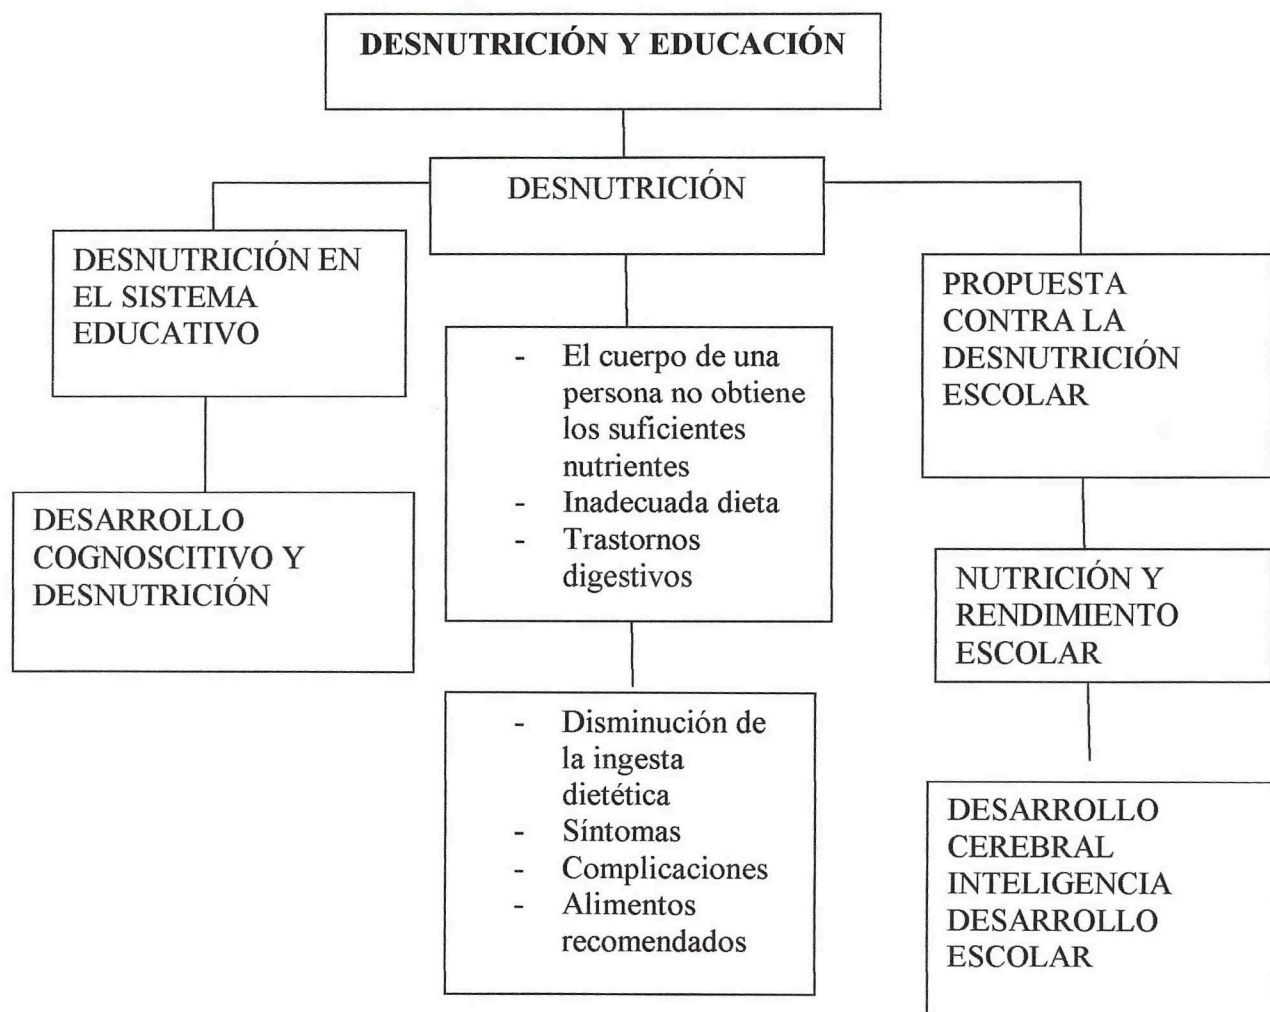 DESNUTRICIÓN Y EDUCACIÓN
DESNUTRICIÓN
DESNUTRICIÓN EN
EL SISTEMA
EDUCATIVO
DESARROLLO
COGNOSCITIVO Y
DESNUTRICIÓN
- El cuerpo de una
persona no obtiene
los suficientes
nutrientes
- Inadecuada dieta
- Trastornos
digestivos
- Disminución de
la ingesta
dietética
- Síntomas
- Complicaciones
- Alimentos
recomendados
PROPUESTA
CONTRA LA
DESNUTRICIÓN
ESCOLAR
NUTRICIÓN Y
RENDIMIENTO
ESCOLAR
DESARROLLO
CEREBRAL
INTELIGENCIA
DESARROLLO
ESCOLAR